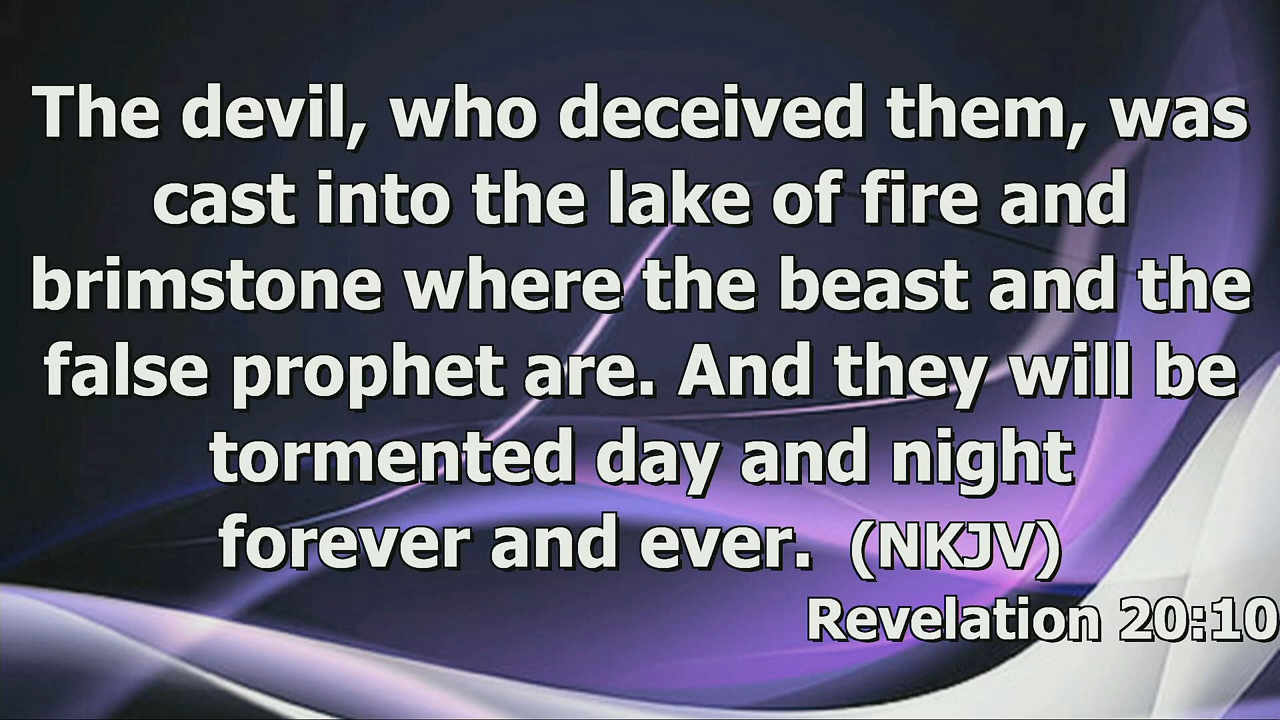 The devil, who deceived them, was
cast into the lake of fire and
brimstone where the beast and the
false prophet are. And they will be
tormented day and night
forever and ever. (NKJV)
Revelation 20:10